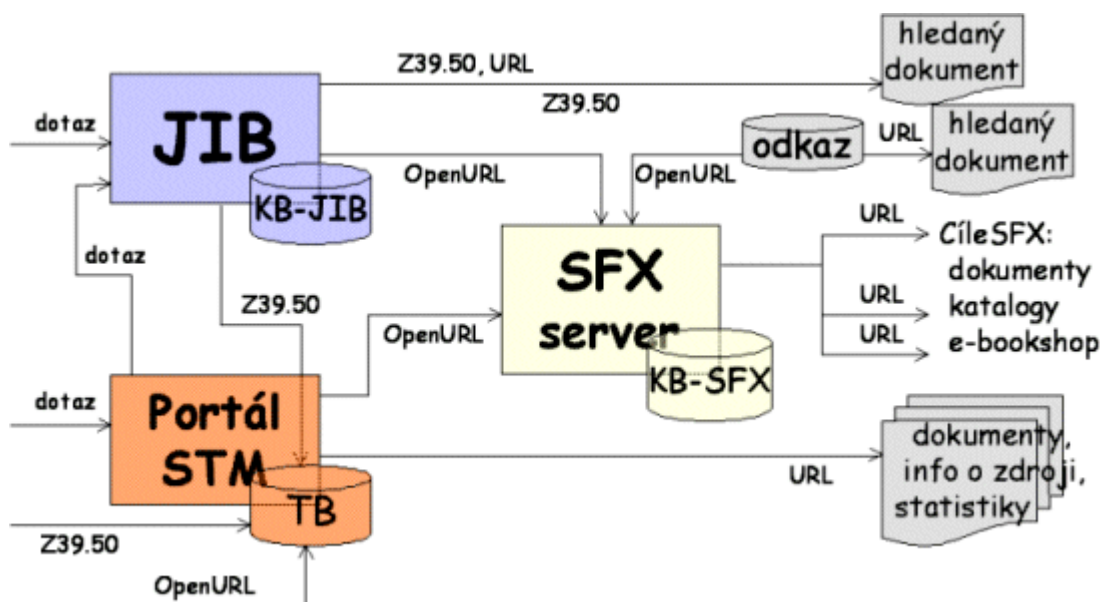 Z39.50, URL
hledaný
dokument
Z39.50
dotaz
JIB
KB-JIB
OpenURL
OpenURL
odkaz
URL
hledaný
dokument
dotaz
Z39.50
OpenURL
SFX
server
KB-SFX
URL
CíleSFX:
dokumenty
URL
katalogy
URL
e-bookshop
dotaz
Portál
STM
TB
URL
dokumenty,
info o zdroji,
statistiky
Z39.50
OpenURL